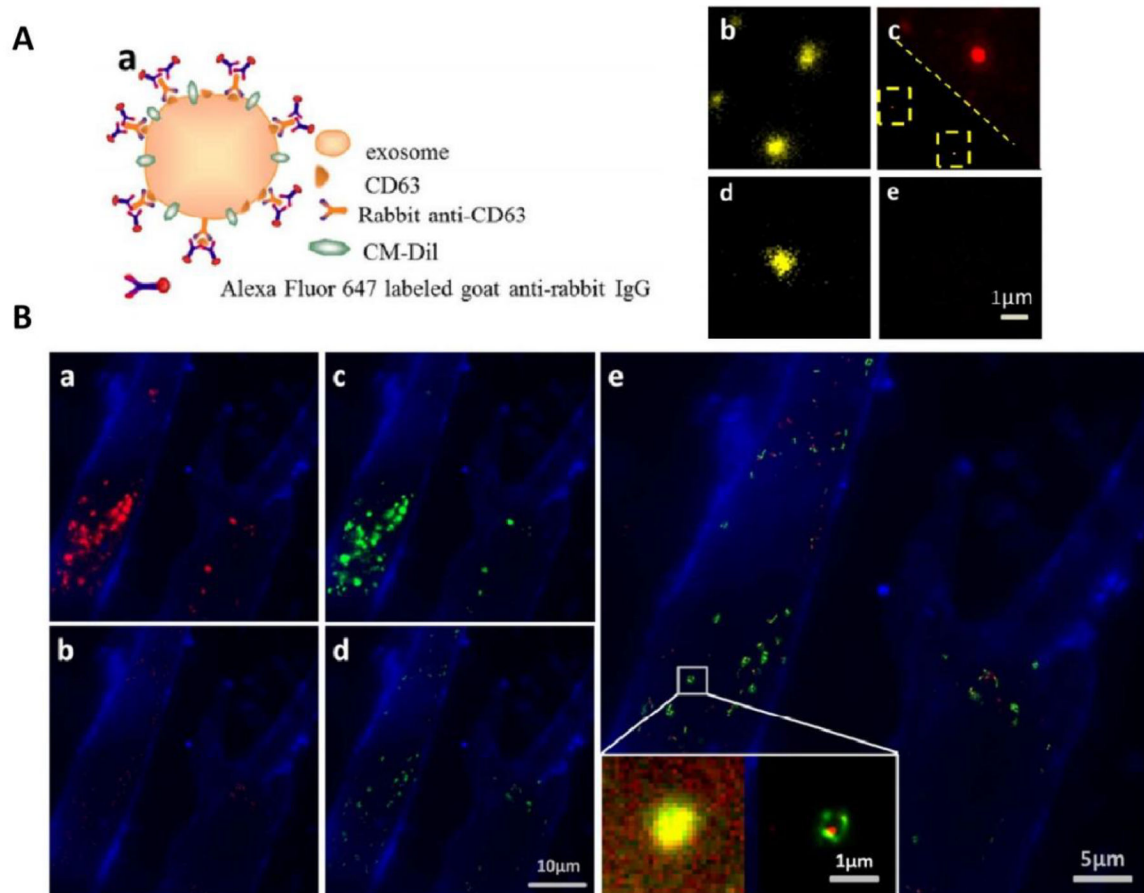 A
a
exosome
CD63
Rabbit anti-CD63
CM-Dil
Alexa Fluor 647 labeled goat anti-rabbit IgG
b
c
d
e
1μm
B
a
c
b
d
10μm
e
1μm
5μm